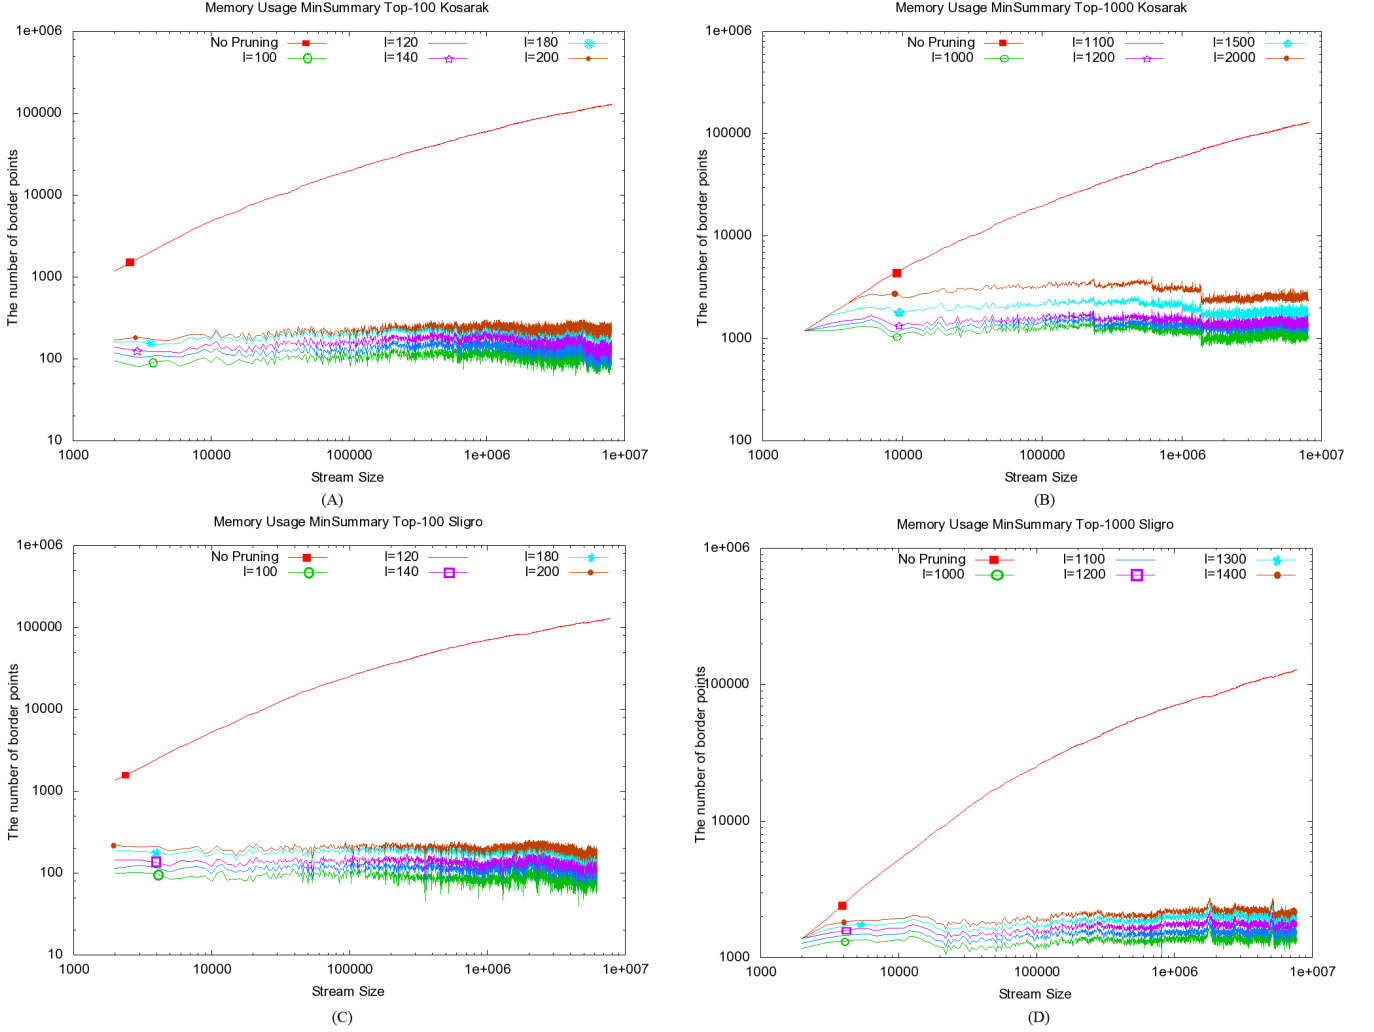 Memory Usage MinSummary Top-100 Kosarak
1e+006
100000
10000
1000
100
10
The number of border points
No Pruning
l=100
l=120
l=140
l=180
l=200
1000
10000
100000
1e+006
1e+007
Stream Size
(A)
Memory Usage MinSummary Top-1000 Kosarak
1e+006
100000
10000
1000
100
The number of border points
No Pruning
l=1000
l=1100
l=1200
l=1500
l=2000
1000
10000
100000
1e+006
1e+007
Stream Size
(B)
Memory Usage MinSummary Top-100 Sligro
1e+006
100000
10000
1000
100
10
The number of border points
No Pruning
l=100
l=120
l=140
l=180
l=200
1000
10000
100000
1e+006
1e+007
Stream Size
(C)
Memory Usage MinSummary Top-1000 Sligro
1e+006
100000
10000
1000
The number of border points
No Pruning
l=1000
l=1100
l=1200
l=1300
l=1400
1000
10000
100000
1e+006
1e+007
Stream Size
(D)